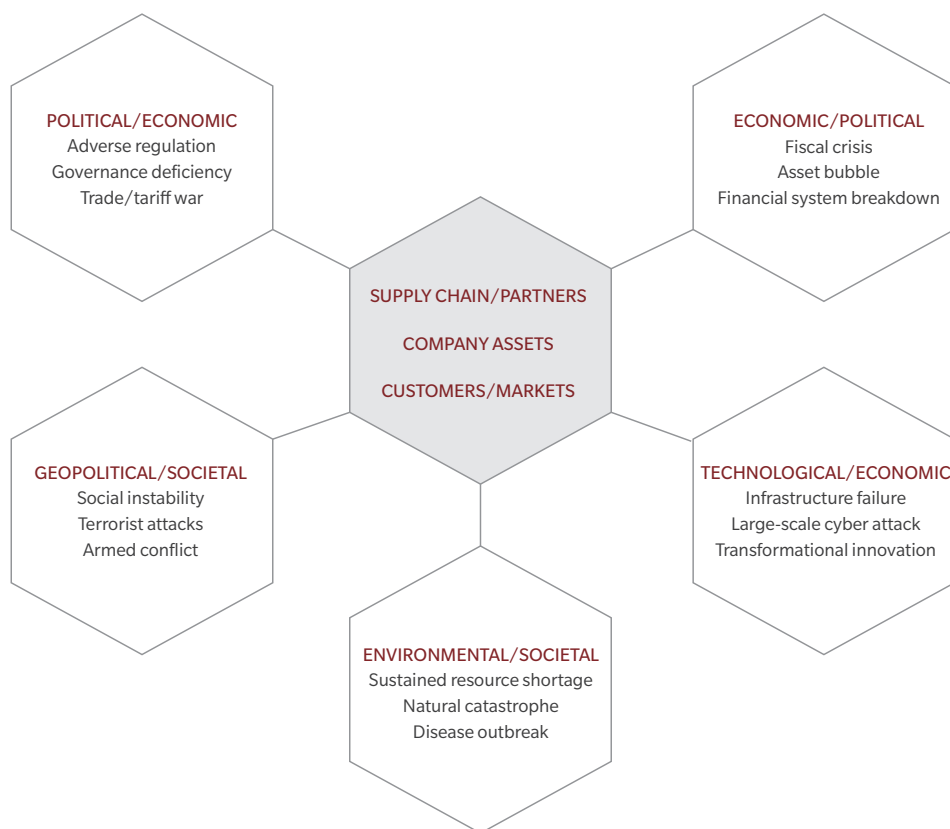 POLITICAL/ECONOMIC
Adverse regulation
Governance deficiency
Trade/tariff war
ECONOMIC/POLITICAL
Fiscal crisis
Asset bubble
Financial system breakdown
SUPPLY CHAIN/PARTNERS
COMPANY ASSETS
CUSTOMERS/MARKETS
GEOPOLITICAL/SOCIETAL
Social instability
Terrorist attacks
Armed conflict
TECHNOLOGICAL/ECONOMIC
Infrastructure failure
Large-scale cyber attack
Transformational innovation
ENVIRONMENTAL/SOCIETAL
Sustained resource shortage
Natural catastrophe
Disease outbreak